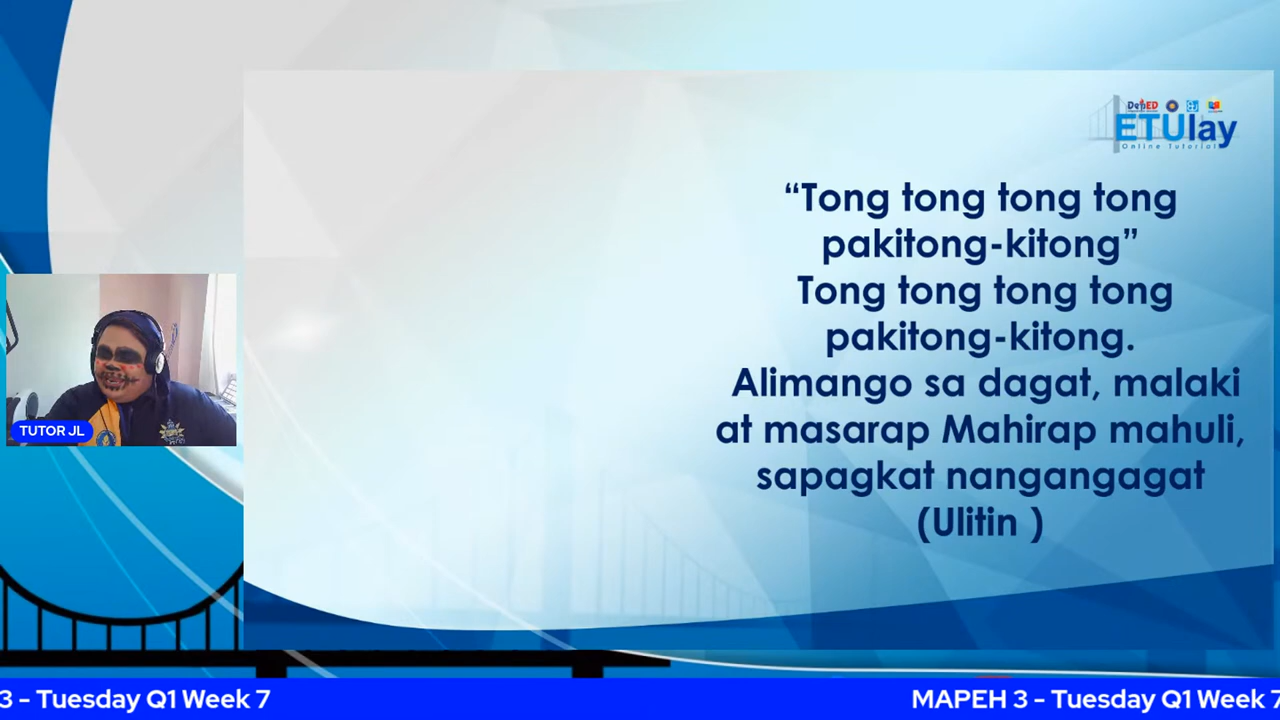 DepED
ETUlay
Online Tutorial
“Tong tong tong tong
pakitong-kitong”
Tong tong tong tong
pakitong-kitong.
Alimango sa dagat, malaki
at masarap Mahirap mahuli,
sapagkat nangangagat
(Ulitin )
TUTOR JL
3 – Tuesday Q1 Week 7
MAPEH 3 – Tuesday Q1 Week 7